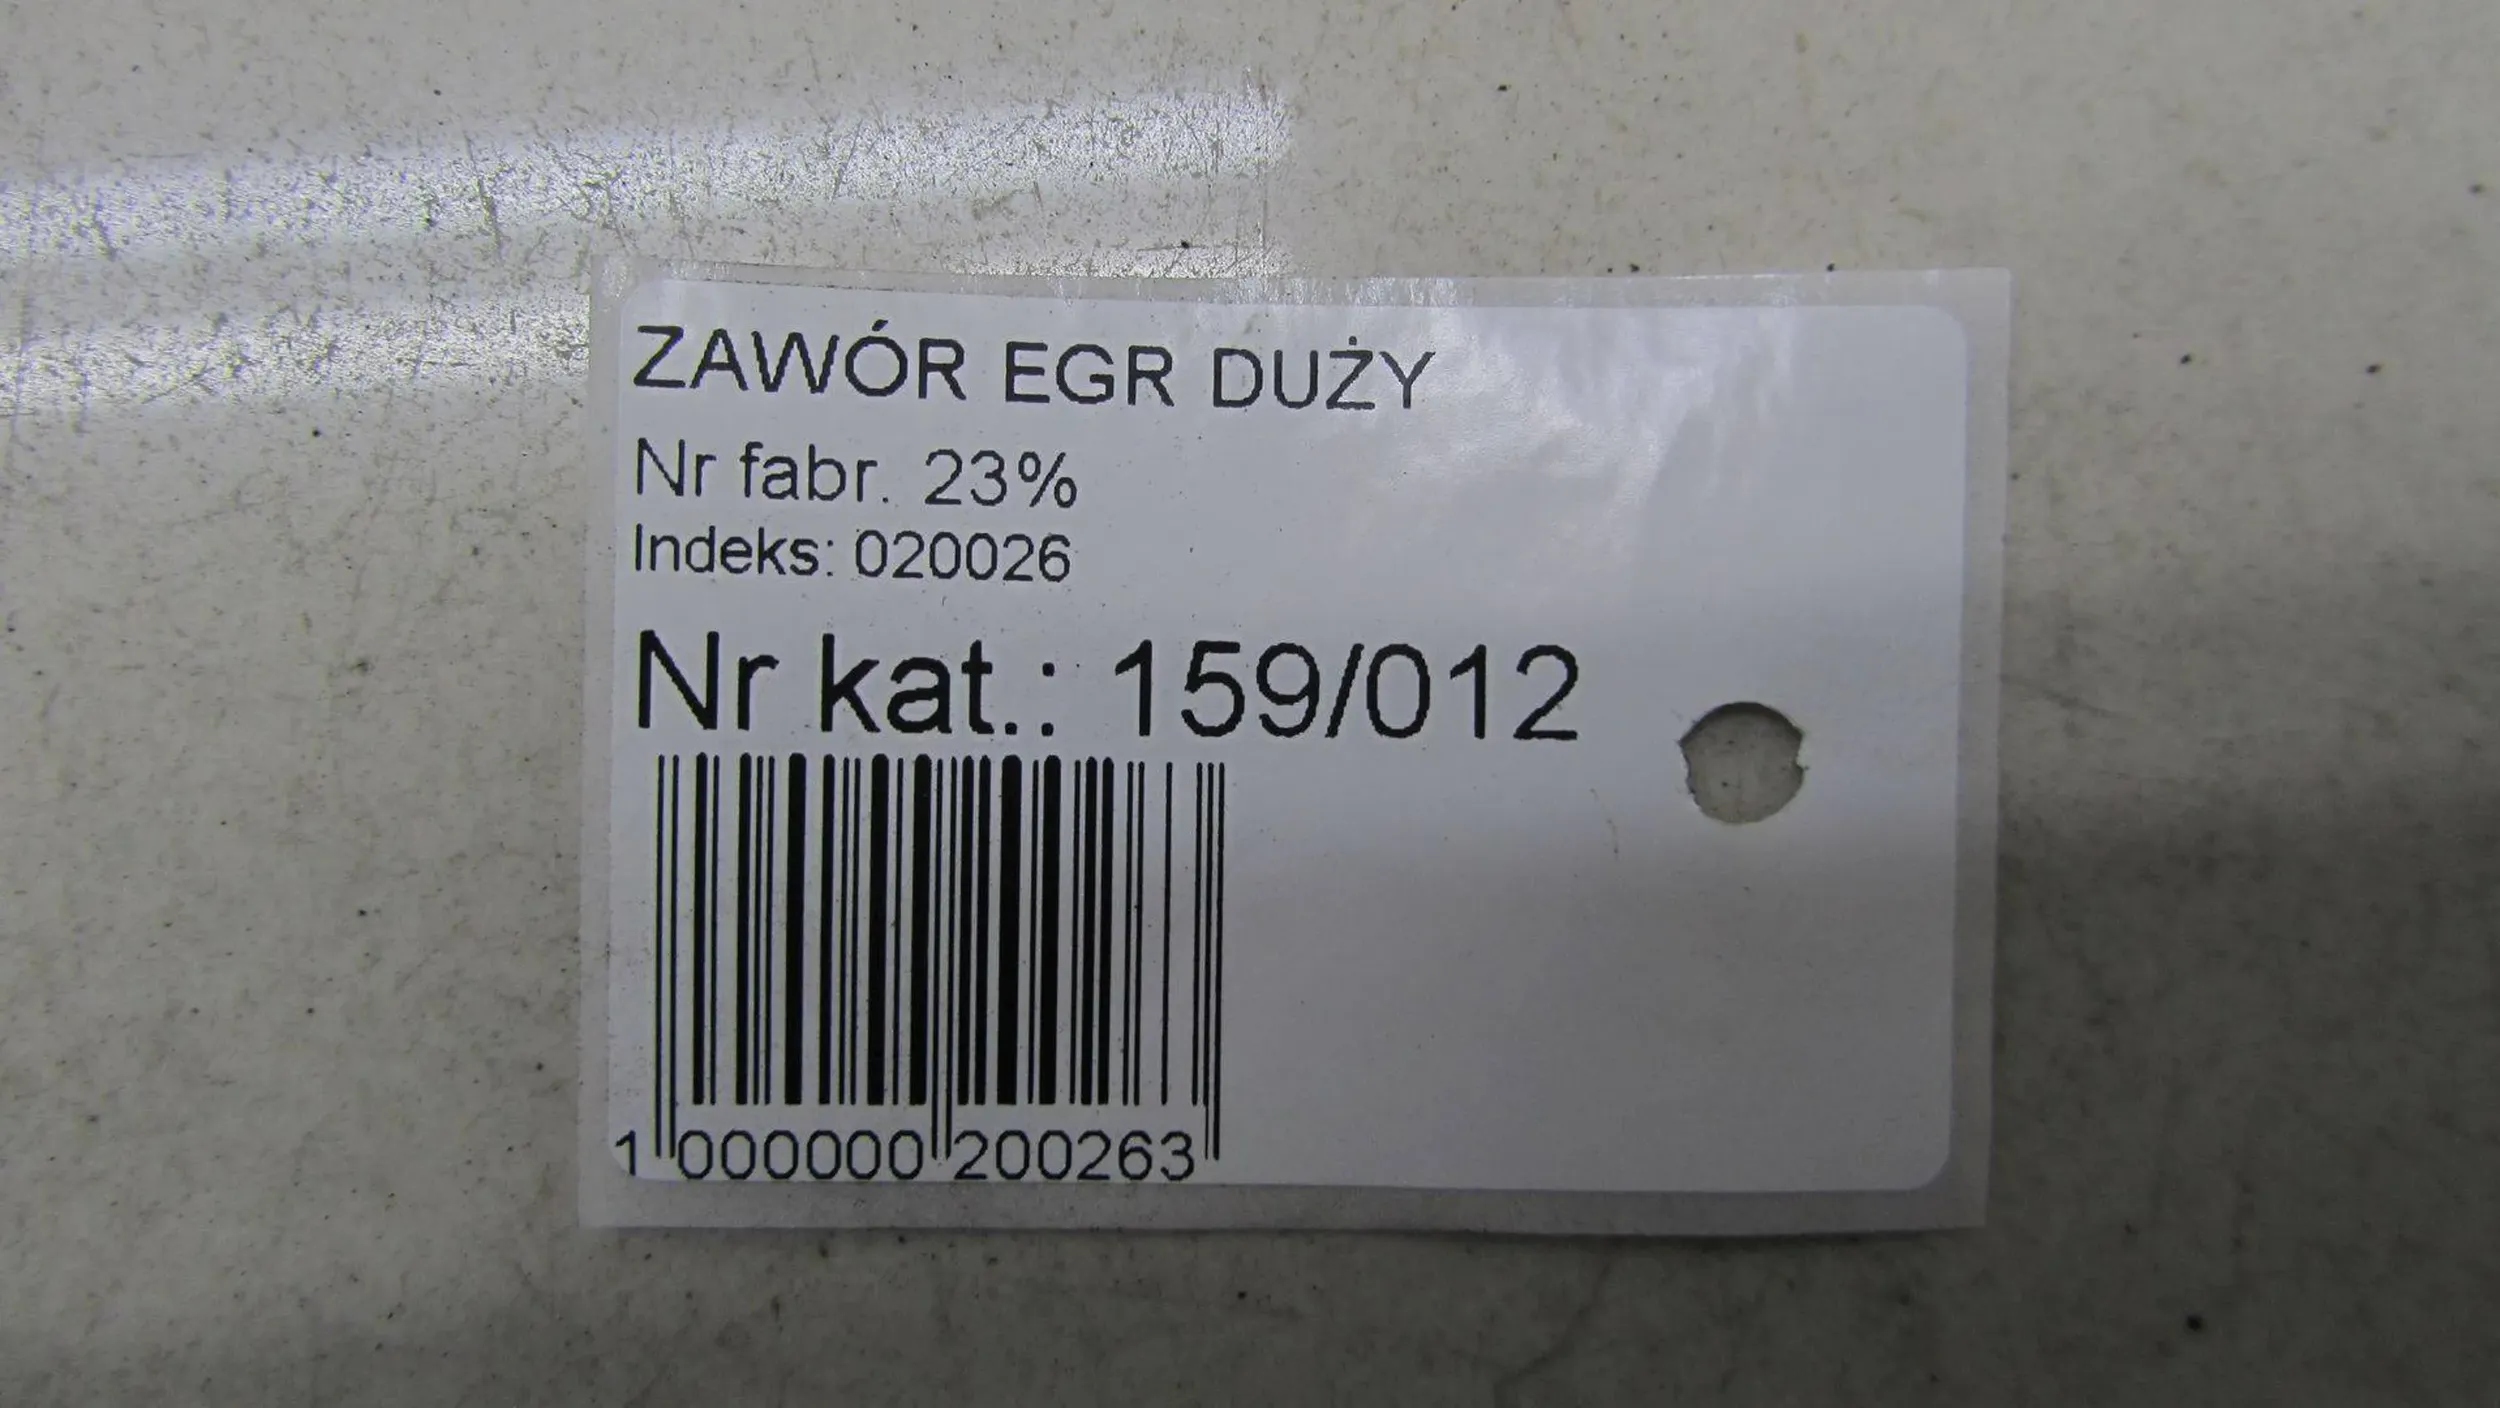 ZAWÓR EGR DUŻY
Nr fabr. 23%
Indeks: 020026
Nr kat.: 159/012
1 000000 200263